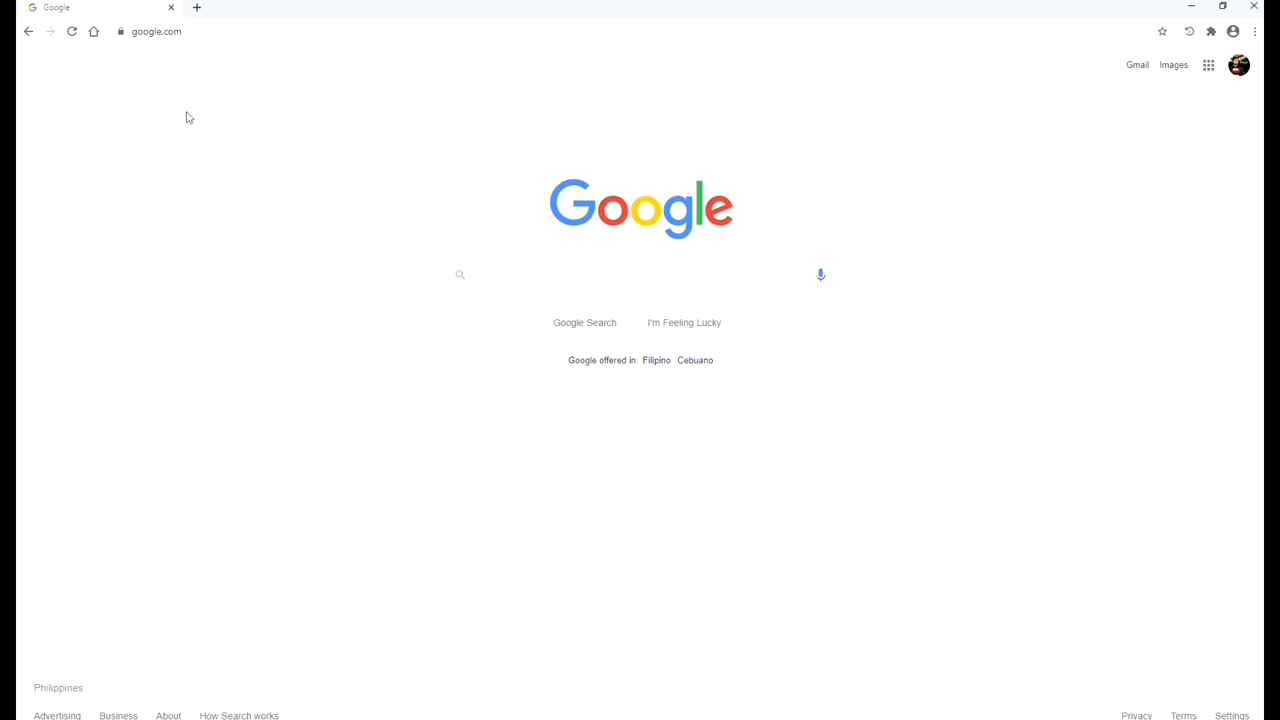 Google
google.com
Gmail Images
Google
Google Search I'm Feeling Lucky
Google offered in: Filipino Cebuano
Philippines
Advertising Business About How Search works Privacy Terms Settings